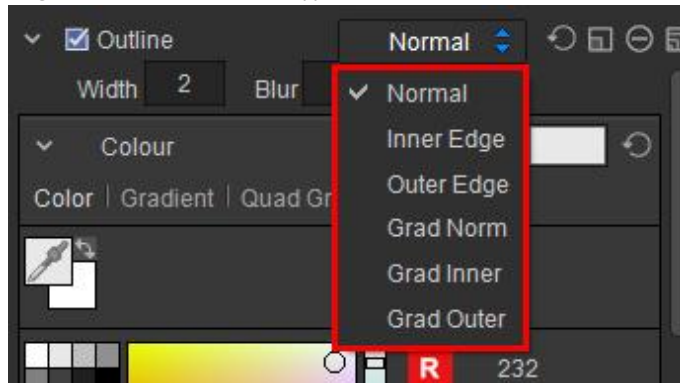 Outline Normal
Width 2 Blur Normal
Colour Inner Edge
Outer Edge
Color | Gradient | Quad Gr
Grad Norm
Grad Inner
Grad Outer
R 232